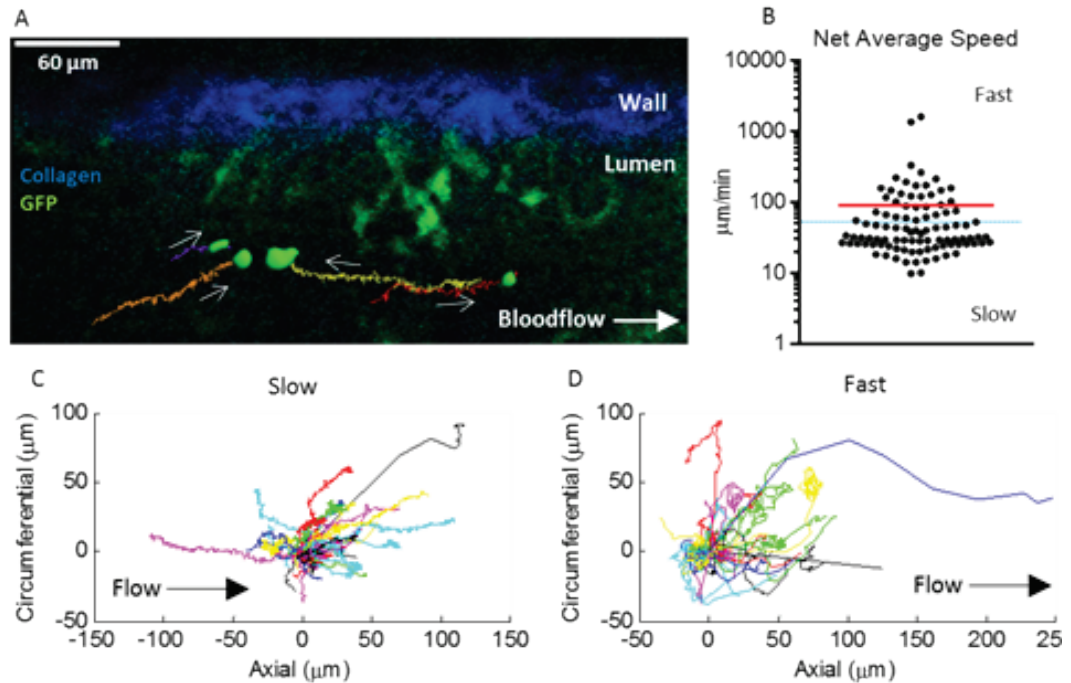 A
60 µm
Wall
Lumen
Collagen
GFP
Bloodflow
B
Net Average Speed
10000
1000
100
10
1
µm/min
Fast
Slow
C
Slow
100
50
0
-50
Circumferential (µm)
Flow
-150
-100
-50
0
50
100
150
Axial (µm)
D
Fast
100
50
0
-50
Circumferential (µm)
Flow
-50
0
50
100
150
200
250
Axial (µm)